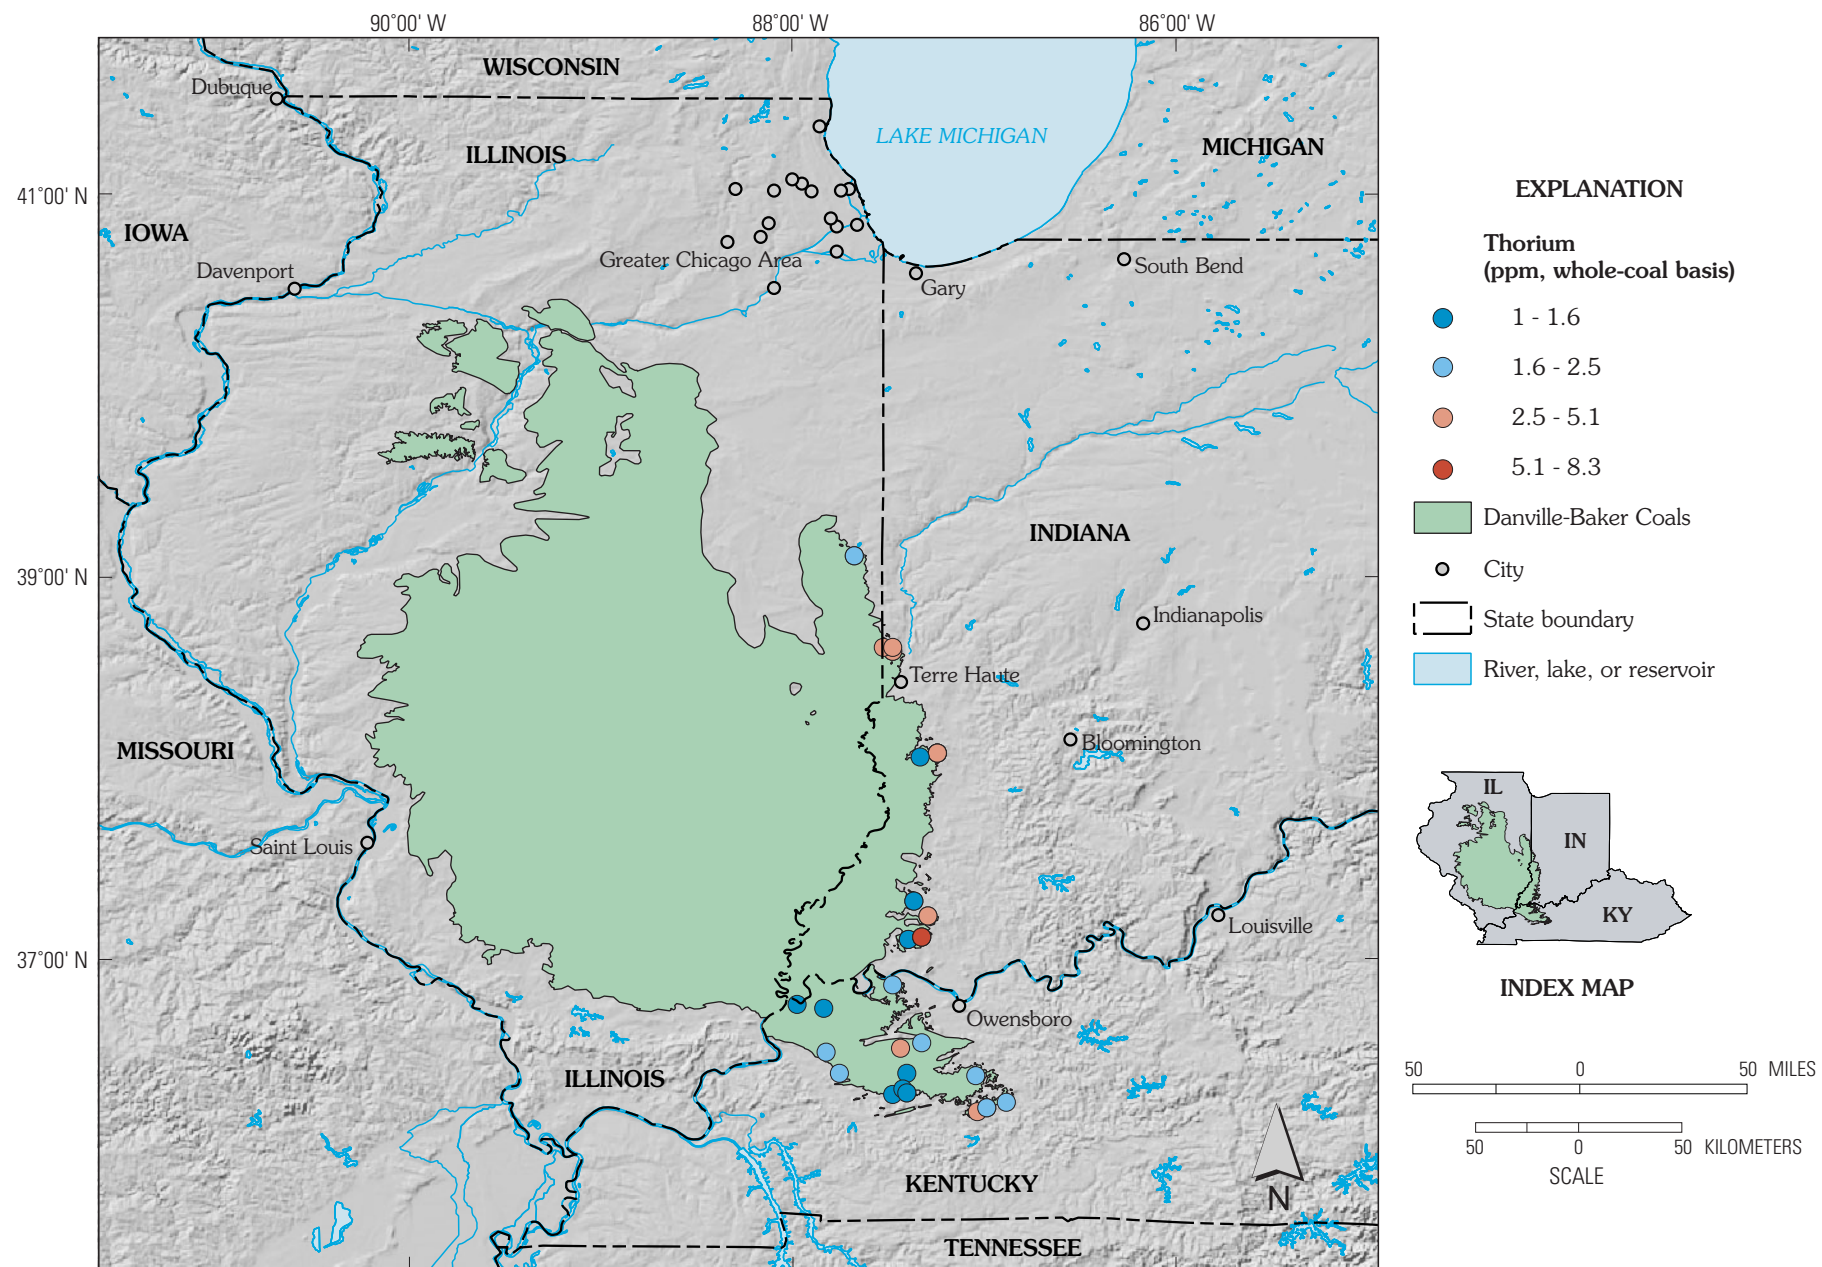 90°00' W
88°00' W
86°00' W
WISCONSIN
Dubuque
LAKE MICHIGAN
ILLINOIS
MICHIGAN
41°00' N
IOWA
Greater Chicago Area
Davenport
South Bend
Gary
39°00' N
INDIANA
Indianapolis
Terre Haute
MISSOURI
Bloomington
Saint Louis
Louisville
37°00' N
Owensboro
ILLINOIS
KENTUCKY
N
TENNESSEE
EXPLANATION
Thorium
(ppm, whole-coal basis)
1 - 1.6
1.6 - 2.5
2.5 - 5.1
5.1 - 8.3
Danville-Baker Coals
City
State boundary
River, lake, or reservoir
IL
IN
KY
INDEX MAP
50 0 50 MILES
50 0 50 KILOMETERS
SCALE